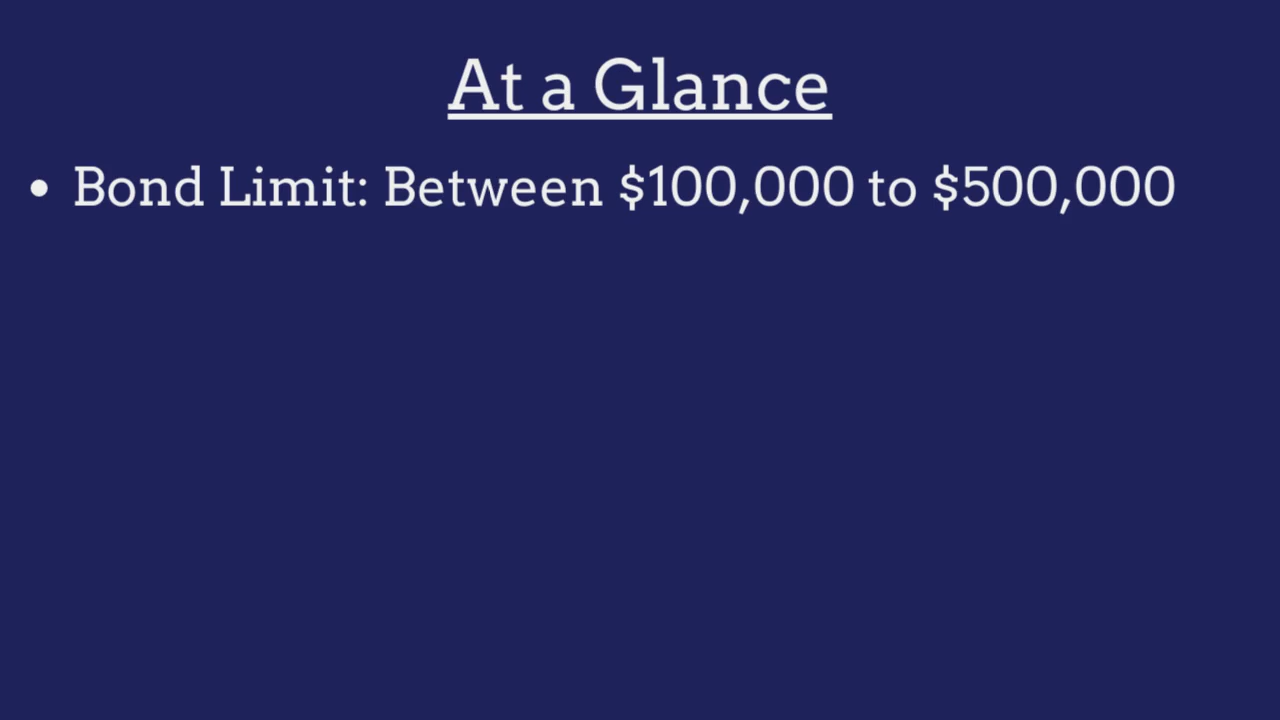 At a Glance
• Bond Limit: Between $100,000 to $500,000